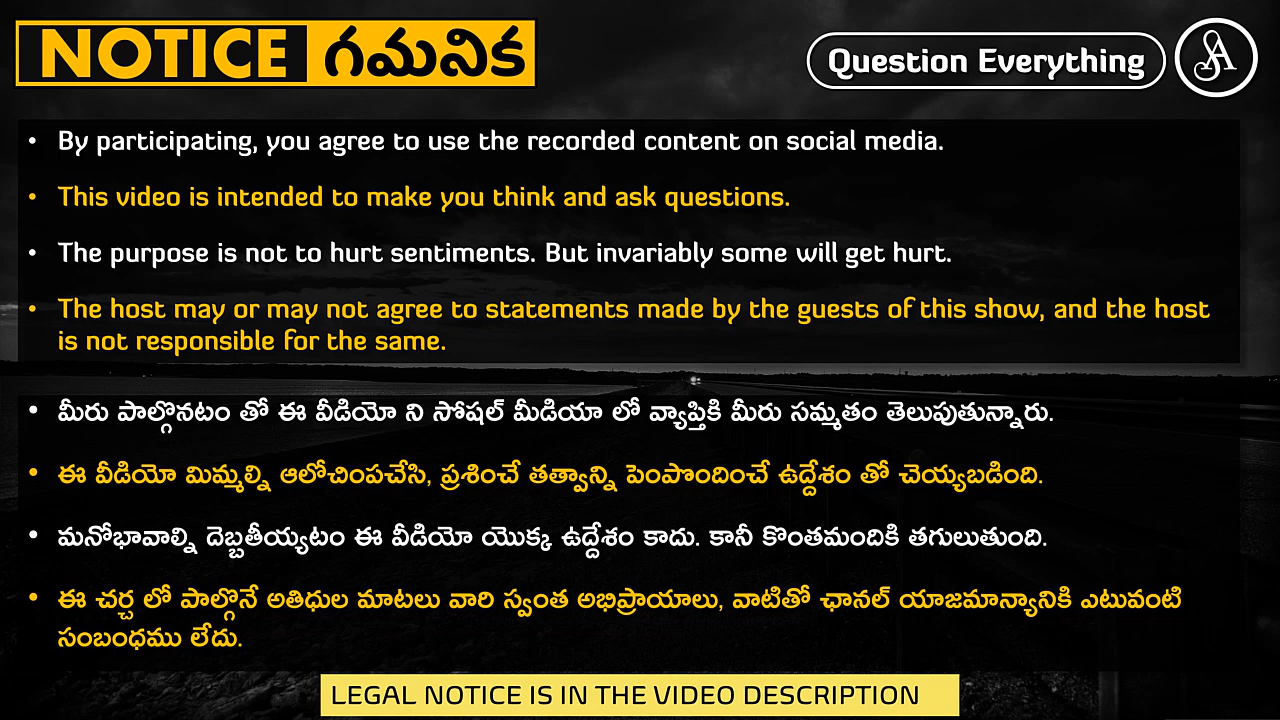 NOTICE గమనిక
Question Everything
• By participating, you agree to use the recorded content on social media.
• This video is intended to make you think and ask questions.
• The purpose is not to hurt sentiments. But invariably some will get hurt.
• The host may or may not agree to statements made by the guests of this show, and the host
is not responsible for the same.
• మీరు పాల్గొనటం తో ఈ వీడియో ని సోషల్ మీడియా లో వ్యాప్తికి మీరు సమ్మతం తెలుపుతున్నారు.
• ఈ వీడియో మిమ్మల్ని ఆలోచింపచేసి, ప్రశించే తత్వాన్ని పెంపొందించే ఉద్దేశం తో చెయ్యబడింది.
• మనోభావాల్ని దెబ్బతీయ్యటం ఈ వీడియో యొక్క ఉద్దేశం కాదు. కానీ కొంతమందికి తగులుతుంది.
• ఈ చర్చ లో పాల్గొనే అతిధుల మాటలు వారి స్వంత అభిప్రాయాలు, వాటితో ఛానల్ యాజమాన్యానికి ఎటువంటి
సంబంధము లేదు.
LEGAL NOTICE IS IN THE VIDEO DESCRIPTION